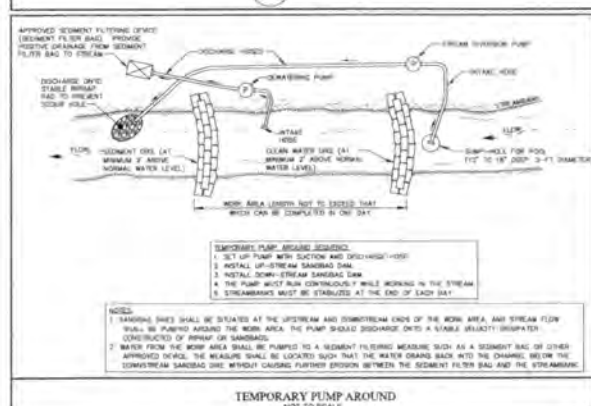 APPROVED SEDIMENT FILTERING DEVICE
(SEDIMENT FILTER BAG). PROVIDE
POSITIVE DRAINAGE FROM SEDIMENT
FILTER BAG TO STREAM
DISCHARGE HOSES
STREAM DIVERSION PUMP
P
DEWATERING PUMP
P
INTAKE HOSE
DISCHARGE ONTO
STABLE RIPRAP
PAD TO PREVENT
SCOUR HOLE
INTAKE
HOSE
FLOW
FLOW
SEDIMENT DIKE (AT
MINIMUM 3' ABOVE
NORMAL WATER
LEVEL)
CLEAN WATER DIKE (AT
MINIMUM 2' ABOVE
NORMAL WATER
LEVEL)
SUMP-HOLE FOR POOL
(12" TO 18" DEEP 3-FT DIAMETER)
WORK AREA LENGTH NOT TO EXCEED THAT
WHICH CAN BE COMPLETED IN ONE DAY
TEMPORARY PUMP AROUND SEQUENCE
1. SET UP PUMP WITH SUCTION AND DISCHARGE HOSE
2. INSTALL UP-STREAM SANDBAG DAM.
3. INSTALL DOWN-STREAM SANDBAG DAM.
4. THE PUMP MUST RUN CONTINUOUSLY WHILE WORKING IN THE STREAM.
5. STREAMBANKS MUST BE STABILIZED AT THE END OF EACH DAY
NOTES:
1. SANDBAG DIKES SHALL BE SITUATED AT THE UPSTREAM AND DOWNSTREAM ENDS OF THE WORK AREA, AND STREAM FLOW
SHALL BE PUMPED AROUND THE WORK AREA. THE PUMP SHOULD DISCHARGE ONTO A STABLE VELOCITY DISSIPATER
CONSTRUCTED OF RIPRAP OR SANDBAGS.
2. WATER FROM THE WORK AREA SHALL BE PUMPED TO A SEDIMENT FILTERING MEASURE SUCH AS A SEDIMENT BAG OR OTHER
APPROVED DEVICE. THE MEASURE SHALL BE LOCATED SUCH THAT THE WATER DRAINS BACK INTO THE CHANNEL BELOW THE
DOWNSTREAM SANDBAG DIKE WITHOUT CAUSING FURTHER EROSION BETWEEN THE SEDIMENT FILTER BAG AND THE STREAMBANK.
TEMPORARY PUMP AROUND
NOT TO SCALE